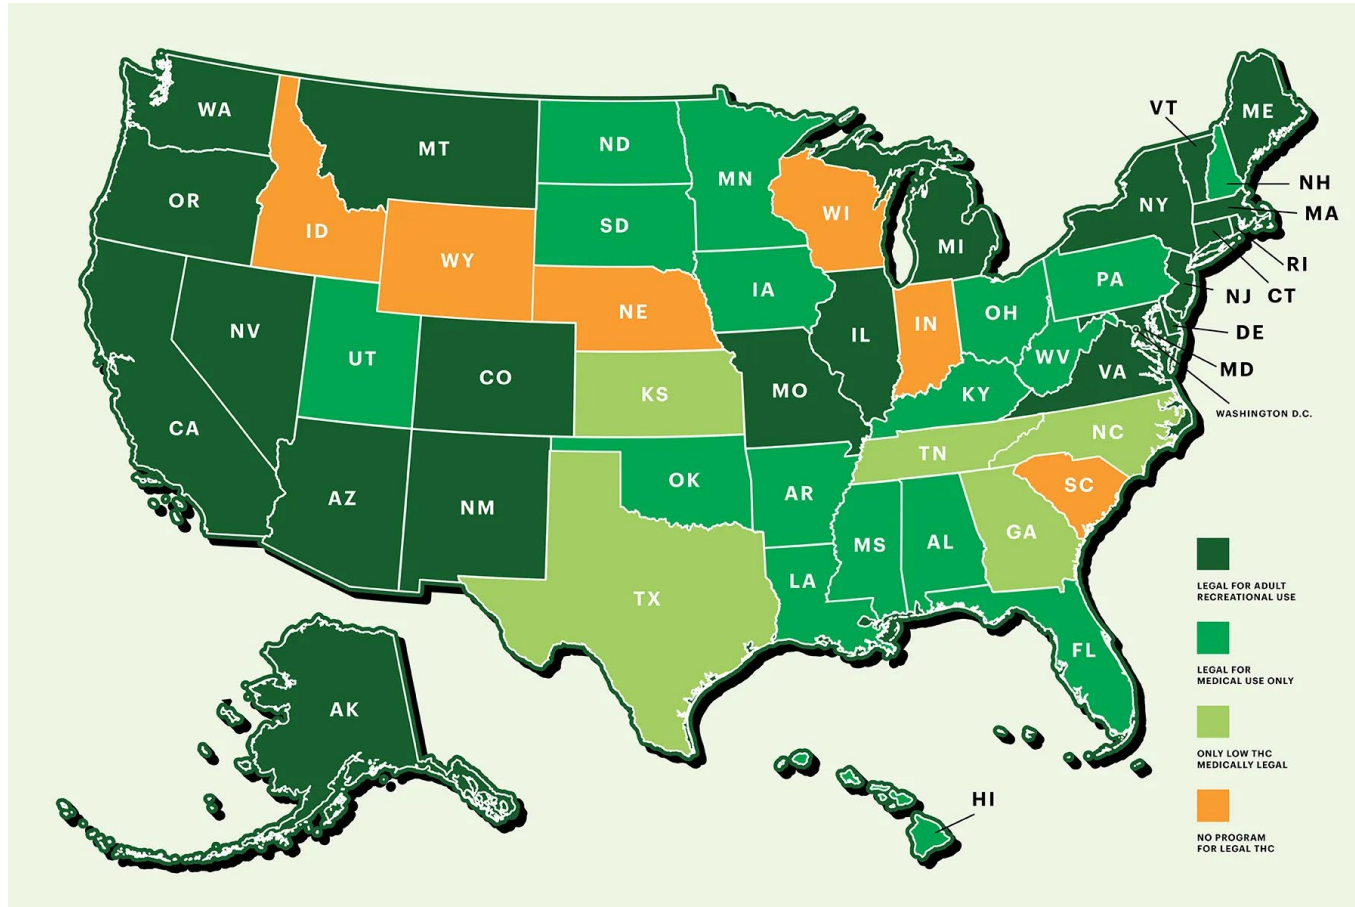 WA
MT
ND
MN
VT
ME
OR
ID
WY
SD
WI
MI
NY
NH
MA
RI
CT
NJ
PA
IA
NE
NV
UT
CO
IL
IN
OH
DE
MD
WASHINGTON D.C.
WV
VA
KY
KS
MO
CA
AZ
NM
OK
AR
TN
NC
SC
GA
AL
MS
LA
TX
FL
AK
HI
LEGAL FOR ADULT
RECREATIONAL USE
LEGAL FOR
MEDICAL USE ONLY
ONLY LOW THC
MEDICALLY LEGAL
NO PROGRAM
FOR LEGAL THC